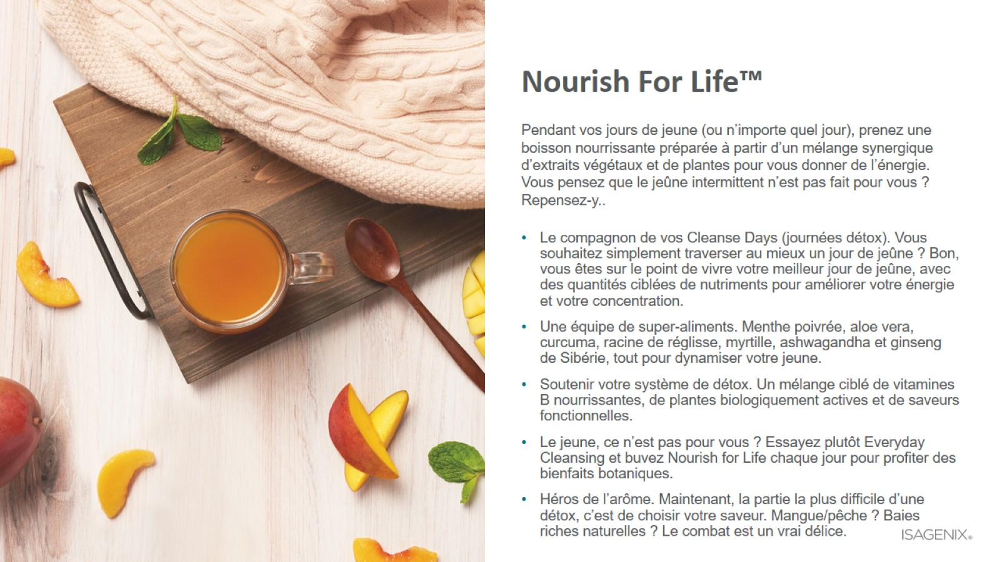 Nourish For Life™
Pendant vos jours de jeune (ou n’importe quel jour), prenez une
boisson nourrissante préparée à partir d’un mélange synergique
d’extraits végétaux et de plantes pour vous donner de l’énergie.
Vous pensez que le jeûne intermittent n’est pas fait pour vous ?
Repensez-y..
• Le compagnon de vos Cleanse Days (journées détox). Vous
souhaitez simplement traverser au mieux un jour de jeûne ? Bon,
vous êtes sur le point de vivre votre meilleur jour de jeûne, avec
des quantités ciblées de nutriments pour améliorer votre énergie
et votre concentration.
• Une équipe de super-aliments. Menthe poivrée, aloe vera,
curcuma, racine de réglisse, myrtille, ashwagandha et ginseng
de Sibérie, tout pour dynamiser votre jeune.
• Soutenir votre système de détox. Un mélange ciblé de vitamines
B nourrissantes, de plantes biologiquement actives et de saveurs
fonctionnelles.
• Le jeune, ce n’est pas pour vous ? Essayez plutôt Everyday
Cleansing et buvez Nourish for Life chaque jour pour profiter des
bienfaits botaniques.
• Héros de l’arôme. Maintenant, la partie la plus difficile d’une
détox, c’est de choisir votre saveur. Mangue/pêche ? Baies
riches naturelles ? Le combat est un vrai délice.
ISAGENIX®